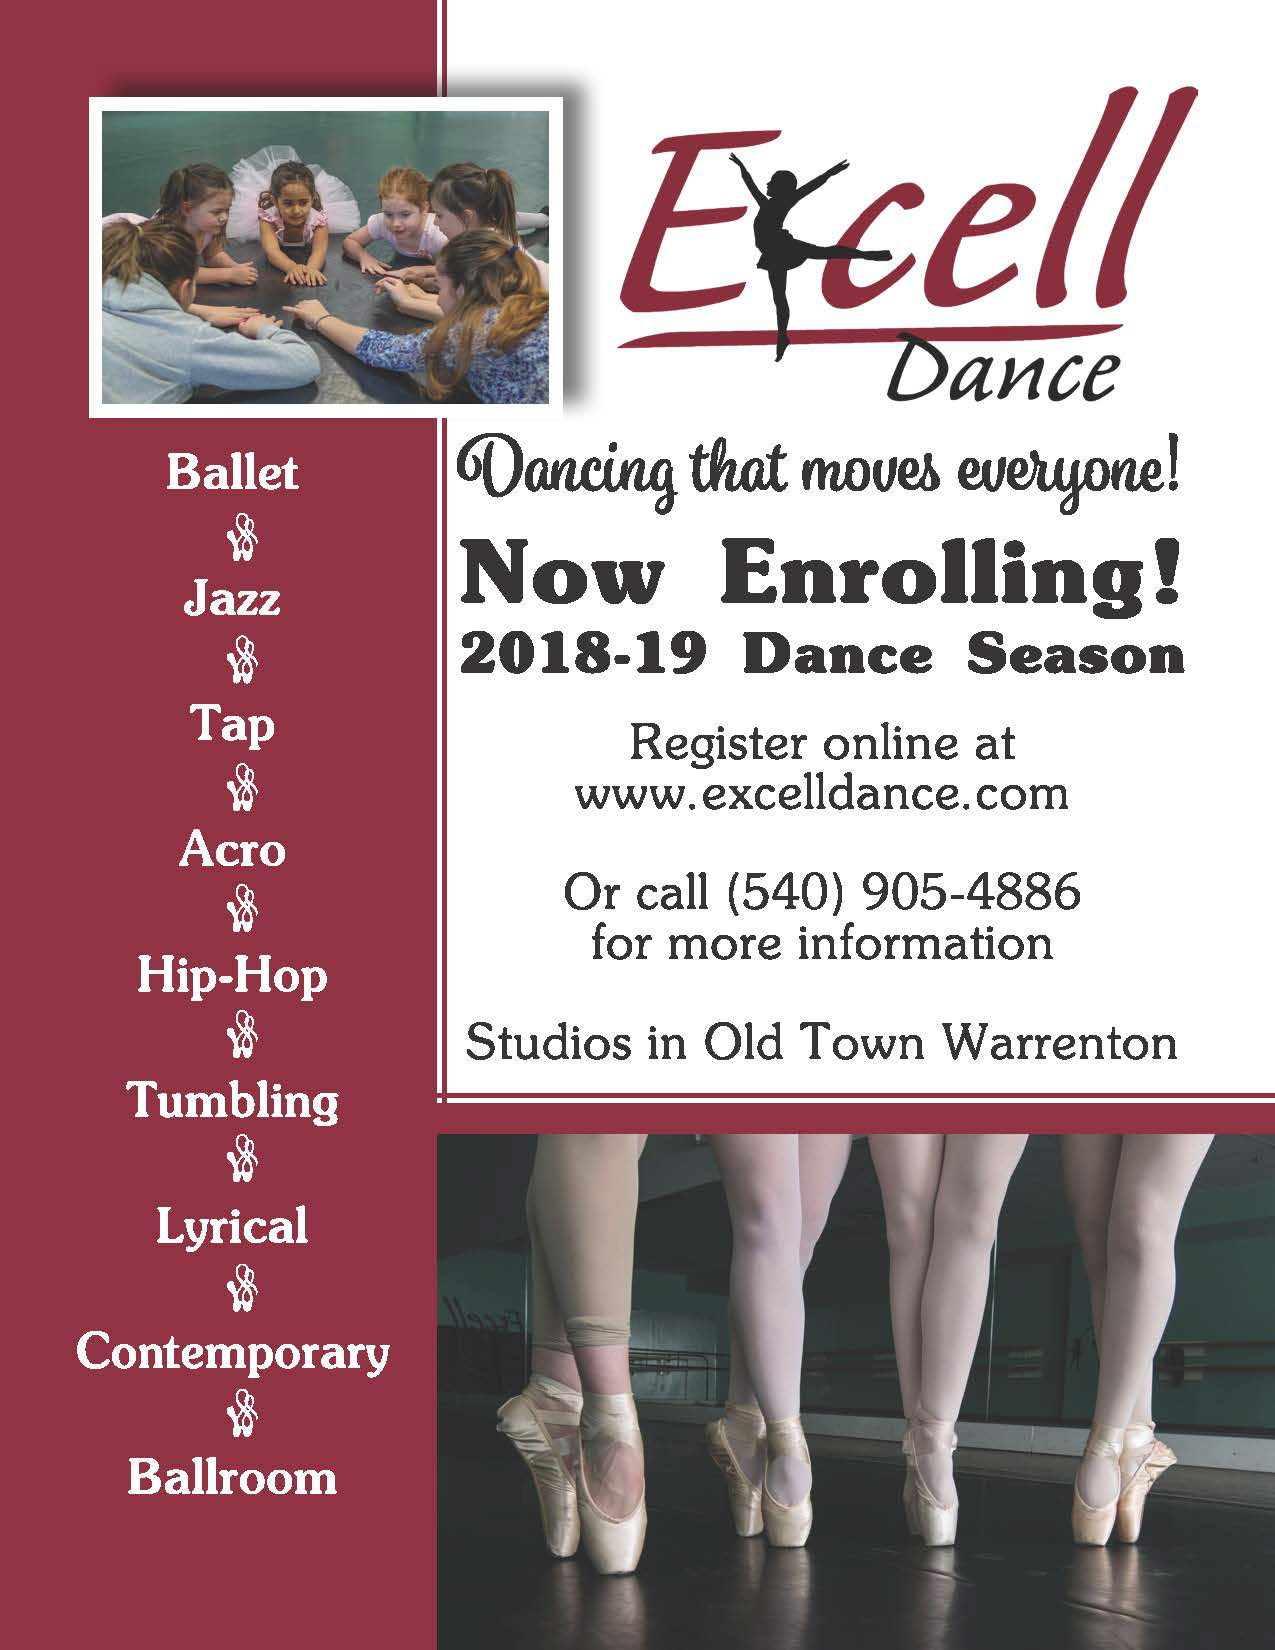 Excell
Dance
Ballet
Jazz
Tap
Acro
Hip-Hop
Tumbling
Lyrical
Contemporary
Ballroom
Dancing that moves everyone!
Now Enrolling!
2018-19 Dance Season
Register online at
www.excelldance.com
Or call (540) 905-4886
for more information
Studios in Old Town Warrenton
Excell